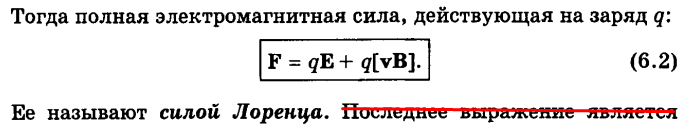 Тогда полная электромагнитная сила, действующая на заряд q:
F = qE + q[vB]. (6.2)
Ее называют силой Лоренца. Последнее выражение является